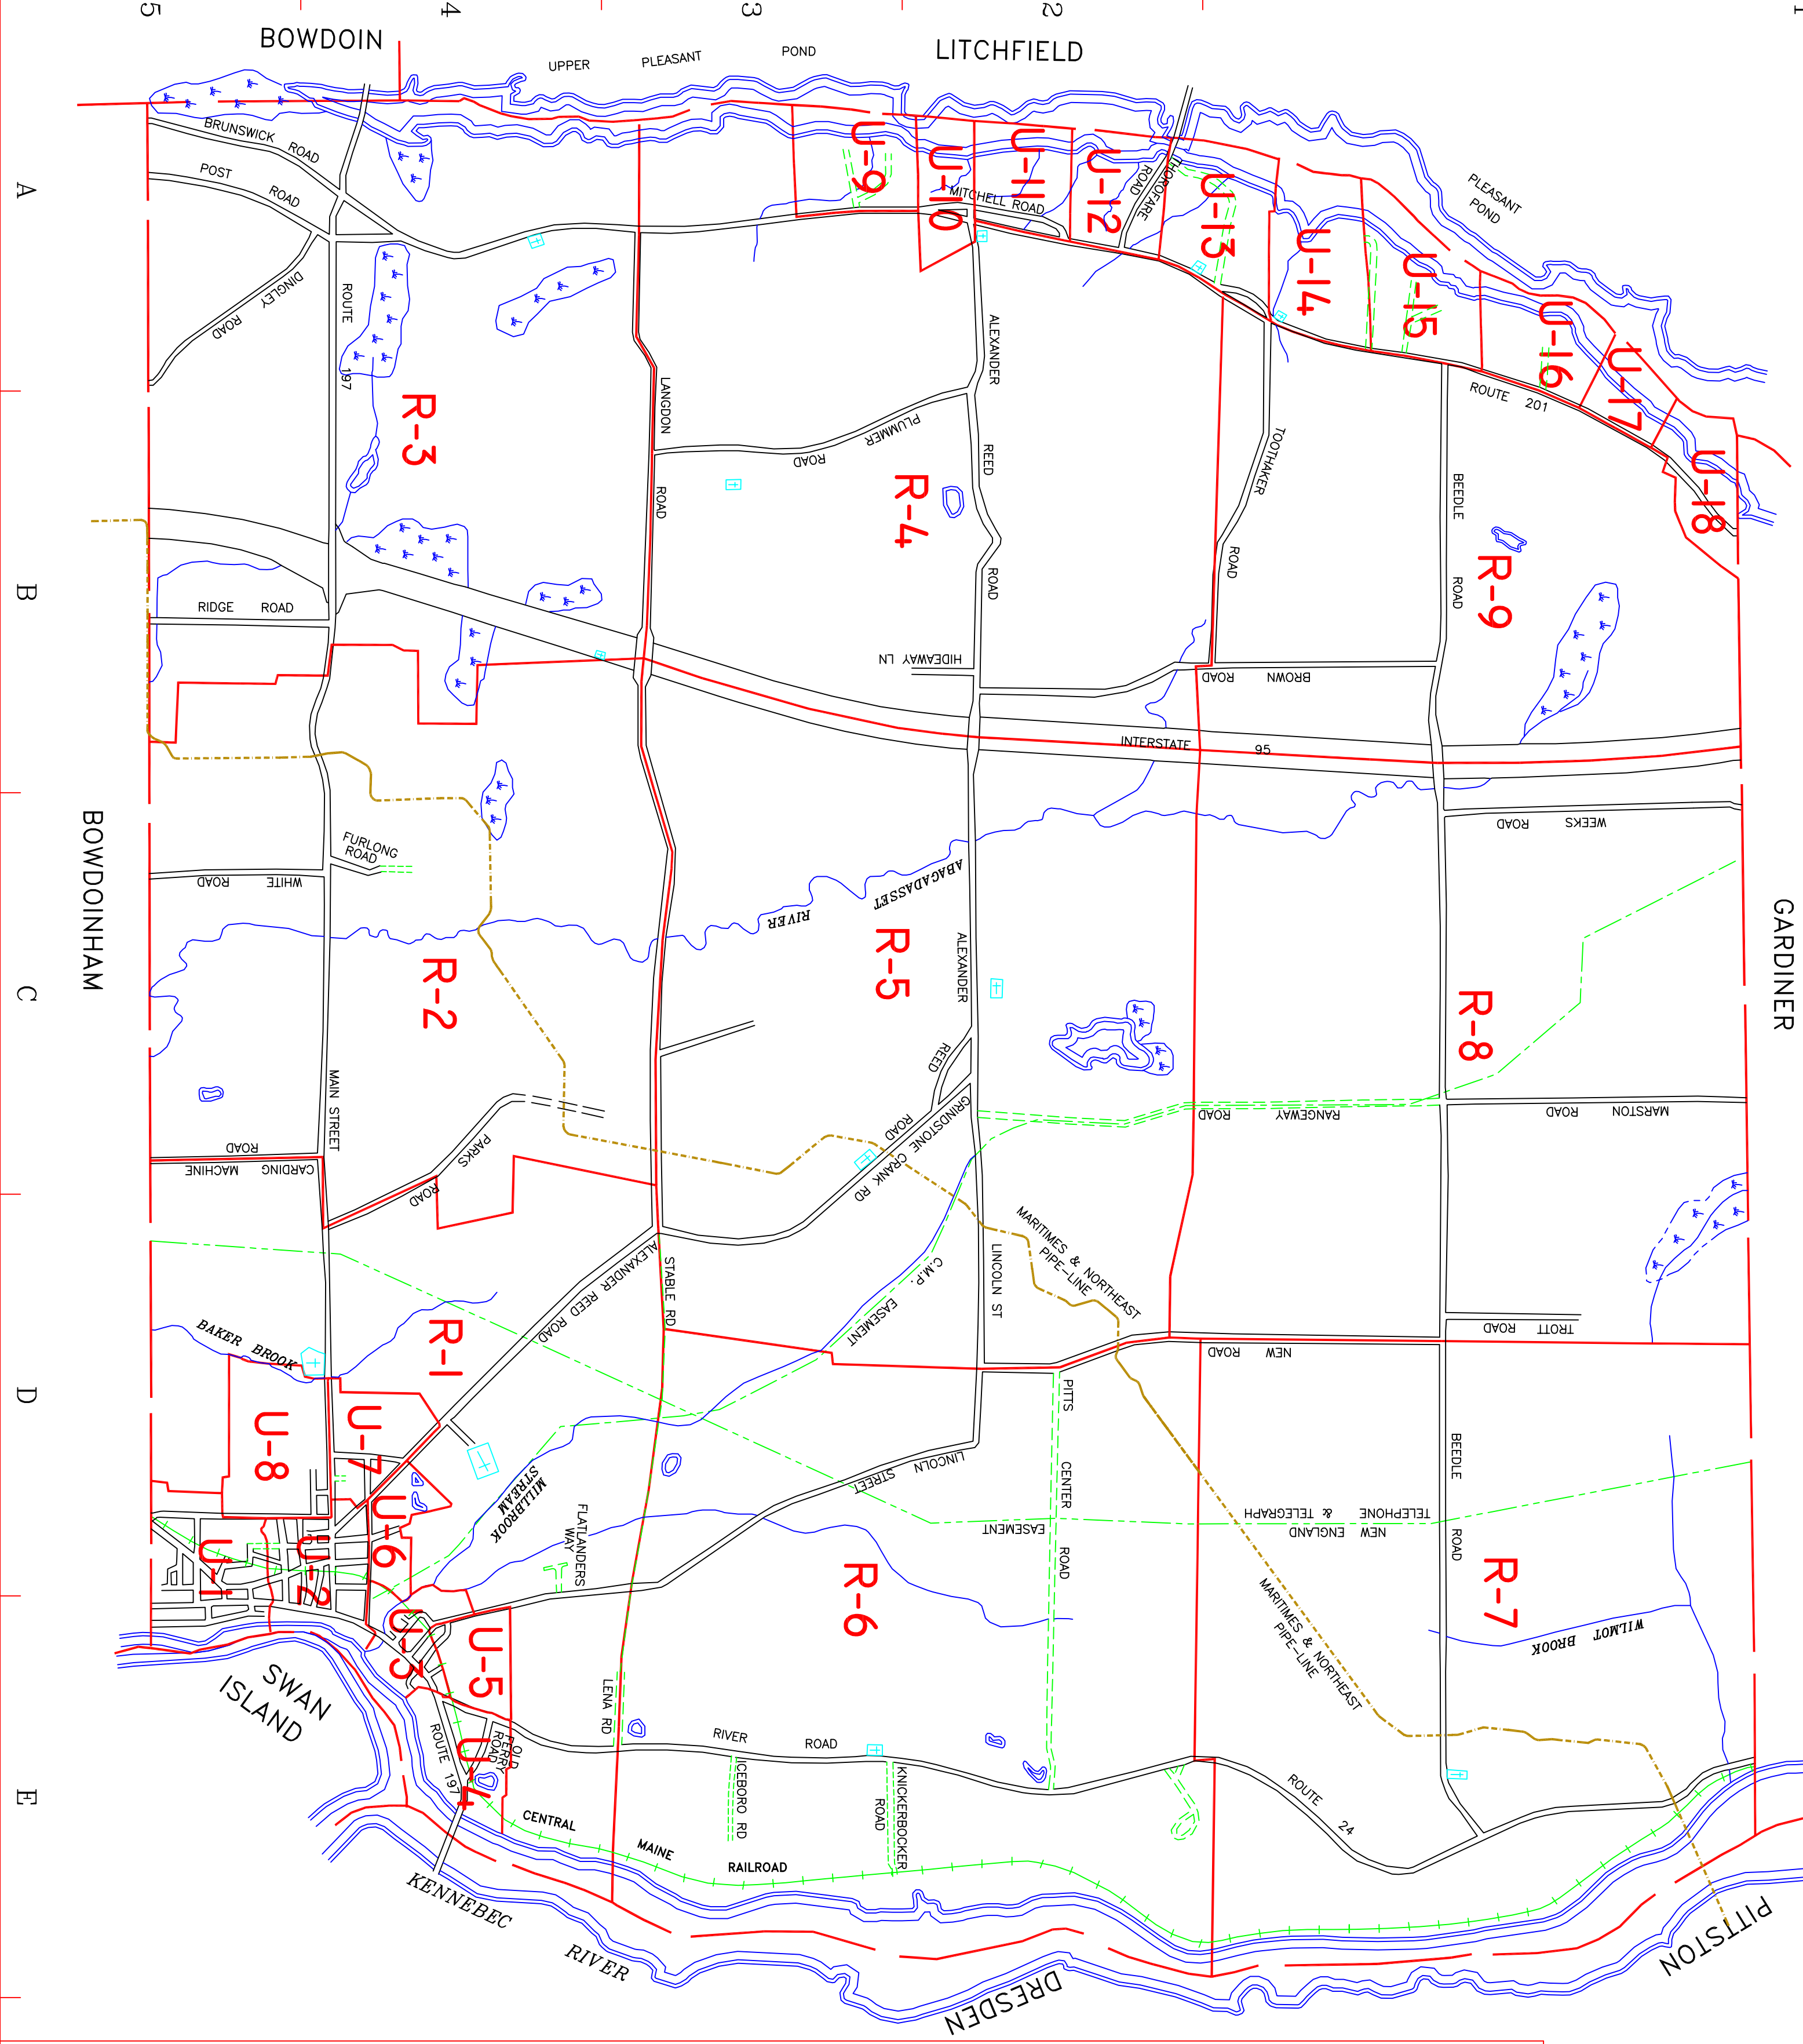 5
4
3
2
1
BOWDOIN
LITCHFIELD
UPPER PLEASANT POND
PLEASANT
POND
A
B
C
D
E
BRUNSWICK ROAD
POST ROAD
DINGLEY ROAD
ROUTE 197
U-9
U-10
U-11
U-12
U-13
U-14
U-15
U-16
U-17
U-18
MITCHELL ROAD
THOROFARE
ROAD
ROUTE 201
R-3
LANGDON ROAD
PLUMMER ROAD
ALEXANDER REED ROAD
R-4
TOOTHAKER ROAD
BEEDLE ROAD
R-9
RIDGE ROAD
HIDEAWAY LN
BROWN ROAD
INTERSTATE 95
BOWDOINHAM
GARDINER
FURLONG
ROAD
WHITE ROAD
WEEKS ROAD
ABAGADASSET RIVER
R-2
R-5
R-8
ALEXANDER
REED
ROAD
GRINDSTONE CRANK RD
MAIN STREET
RANGEWAY ROAD
MARSTON ROAD
CARDING MACHINE
ROAD
PARKS ROAD
ALEXANDER REED ROAD
STABLE RD
C.M.P. EASEMENT
LINCOLN ST
MARITIMES & NORTHEAST
PIPE-LINE
TROTT ROAD
NEW ROAD
BAKER BROOK
R-1
U-8
U-7
U-6
MILLBROOK
STREAM
FLATLANDERS
WAY
LINCOLN STREET
PITTS CENTER ROAD
EASEMENT
NEW ENGLAND
TELEPHONE & TELEGRAPH
BEEDLE ROAD
U-1
U-2
U-3
U-5
U-4
R-6
R-7
MARITIMES & NORTHEAST
PIPE-LINE
WILMOT BROOK
SWAN
ISLAND
LENA RD
RIVER ROAD
OLD
FERRY
ROAD
ROUTE 197
ICEBORO RD
KNICKERBOCKER
ROAD
ROUTE 24
CENTRAL MAINE RAILROAD
KENNEBEC RIVER
DRESDEN
PITTSTON